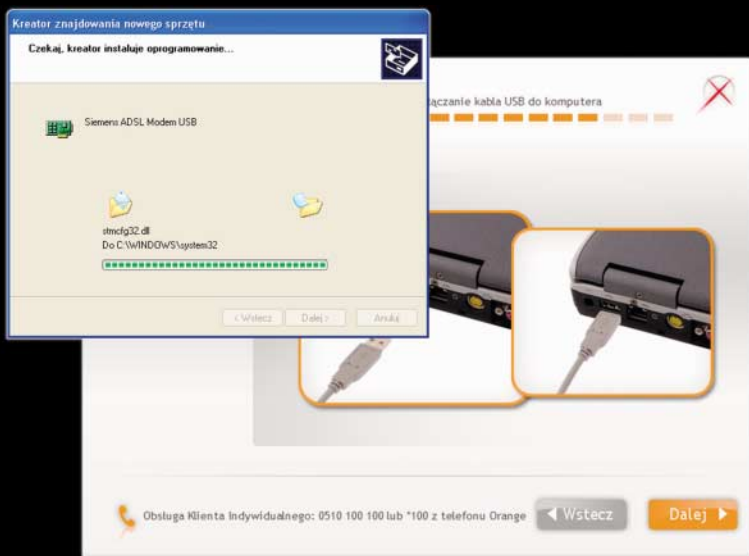 Kreator znajdowania nowego sprzętu
Czekaj, kreator instaluje oprogramowanie...
Siemens ADSL Modem USB
stmcfg32.dll
Do C:\WINDOWS\system32
< Wstecz
Dalej >
Anuluj
kabla USB do komputera
Obsługa Klienta Indywidualnego: 0510 100 100 lub *100 z telefonu Orange
Wstecz
Dalej